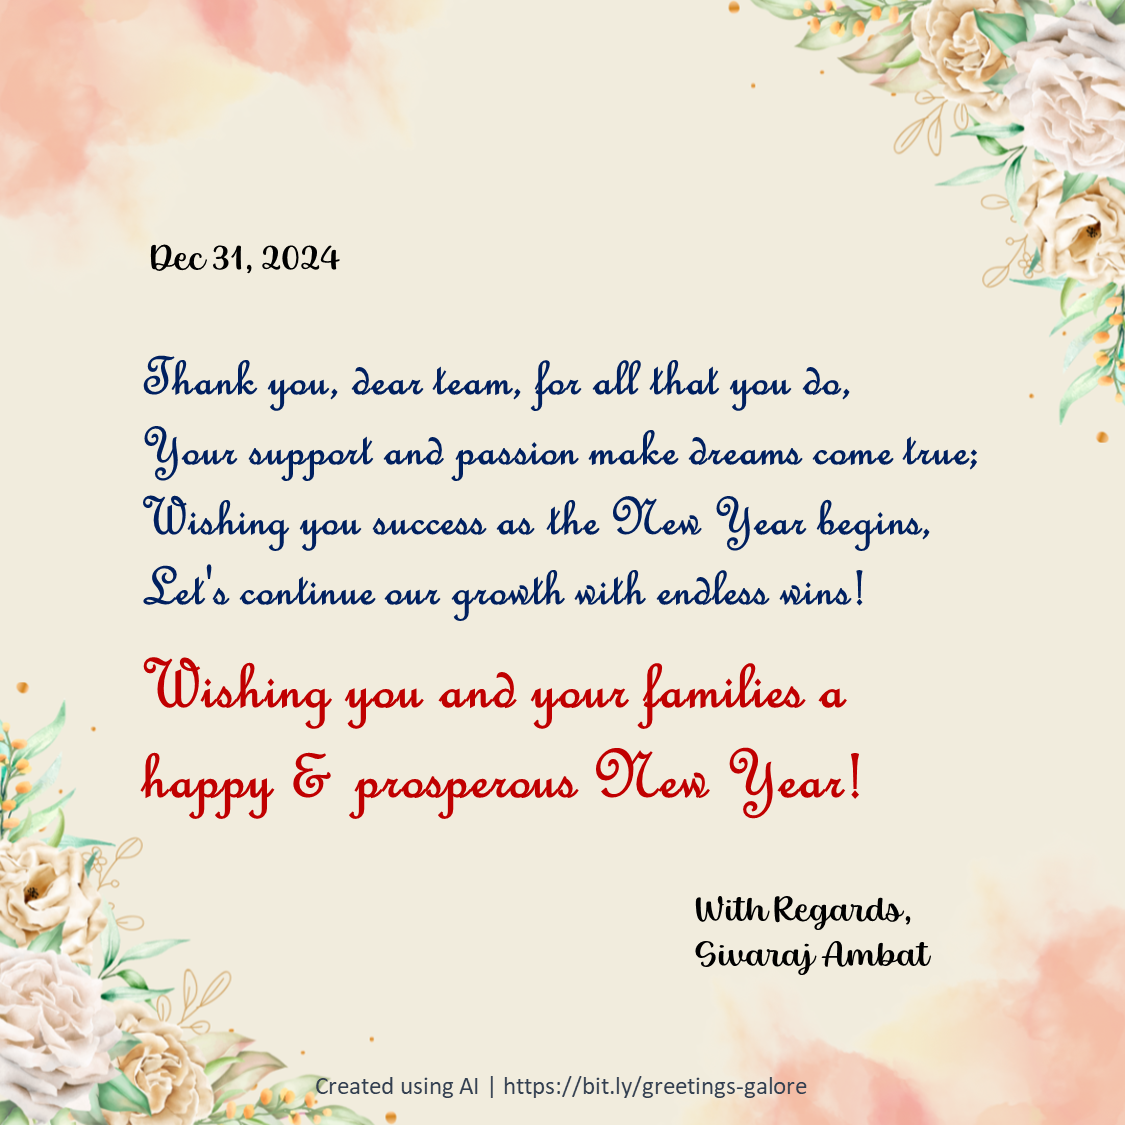 Dec 31, 2024
Thank you, dear team, for all that you do,
Your support and passion make dreams come true;
Wishing you success as the New Year begins,
Let's continue our growth with endless wins!
Wishing you and your families a
happy & prosperous New Year!
With Regards,
Sivaraj Ambat
Created using AI | https://bit.ly/greetings-galore